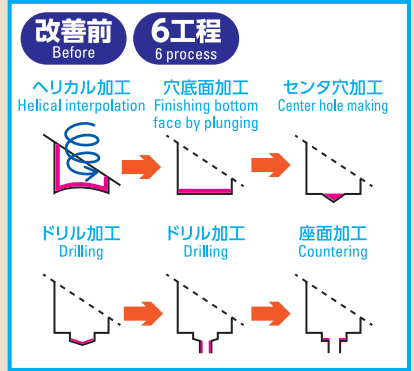 改善前
Before
6工程
6 process
ヘリカル加工
Helical interpolation
穴底面加工
Finishing bottom
face by plunging
センタ穴加工
Center hole making
ドリル加工
Drilling
ドリル加工
Drilling
座面加工
Countering